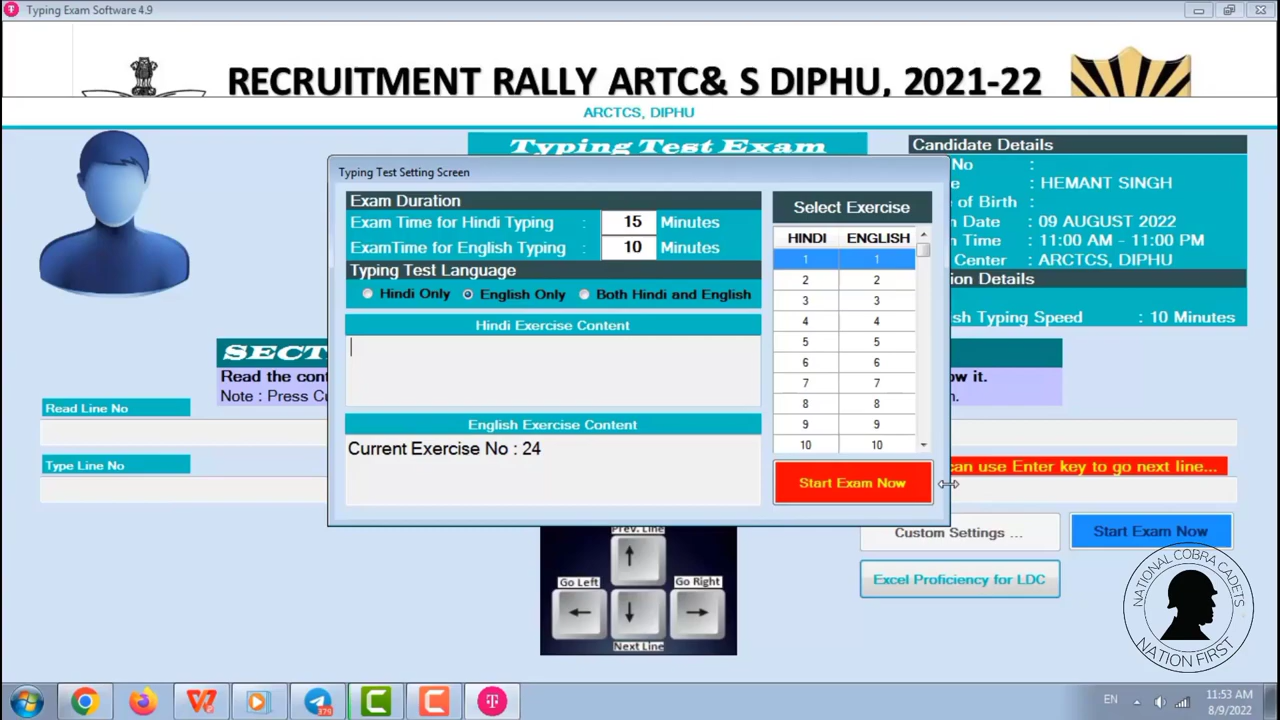 Typing Exam Software 4.9
RECRUITMENT RALLY ARTC& S DIPHU, 2021-22
ARCTCS, DIPHU
Typing Test Exam
Candidate Details
No :
: HEMANT SINGH
of Birth :
Date : 09 AUGUST 2022
Time : 11:00 AM - 11:00 PM
Center : ARCTCS, DIPHU
Details
Typing Speed : 10 Minutes
Typing Test Setting Screen
Exam Duration
Exam Time for Hindi Typing : 15 Minutes
ExamTime for English Typing : 10 Minutes
Typing Test Language
Hindi Only English Only Both Hindi and English
Hindi Exercise Content
English Exercise Content
Current Exercise No : 24
Select Exercise
HINDI ENGLISH
1 1
2 2
3 3
4 4
5 5
6 6
7 7
8 8
9 9
10 10
Start Exam Now
Read the
it.
Note : Press
Read Line No
Type Line No
can use Enter key to go next line...
Custom Settings ...
Start Exam Now
Excel Proficiency for LDC
Prev. Line
Go Left Go Right
Next Line
NATIONAL COBRA CADETS
NATION FIRST
379
EN
11:53 AM
8/9/2022